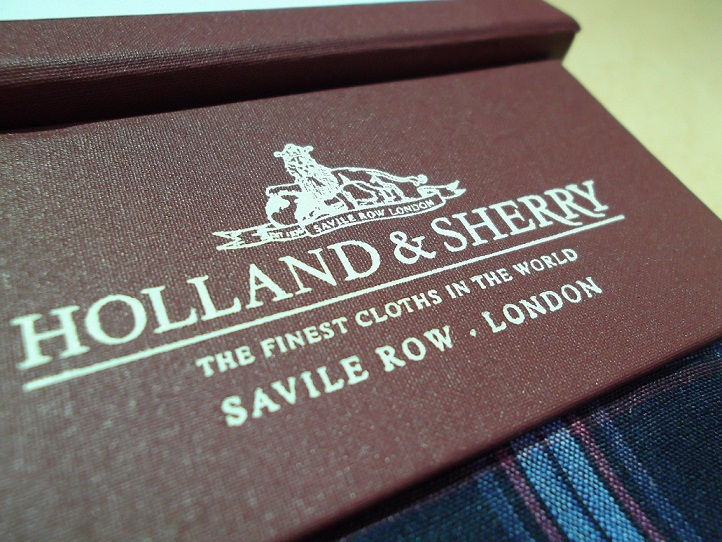 SAVILE ROW LONDON
HOLLAND & SHERRY
THE FINEST CLOTHS IN THE WORLD
SAVILE ROW · LONDON